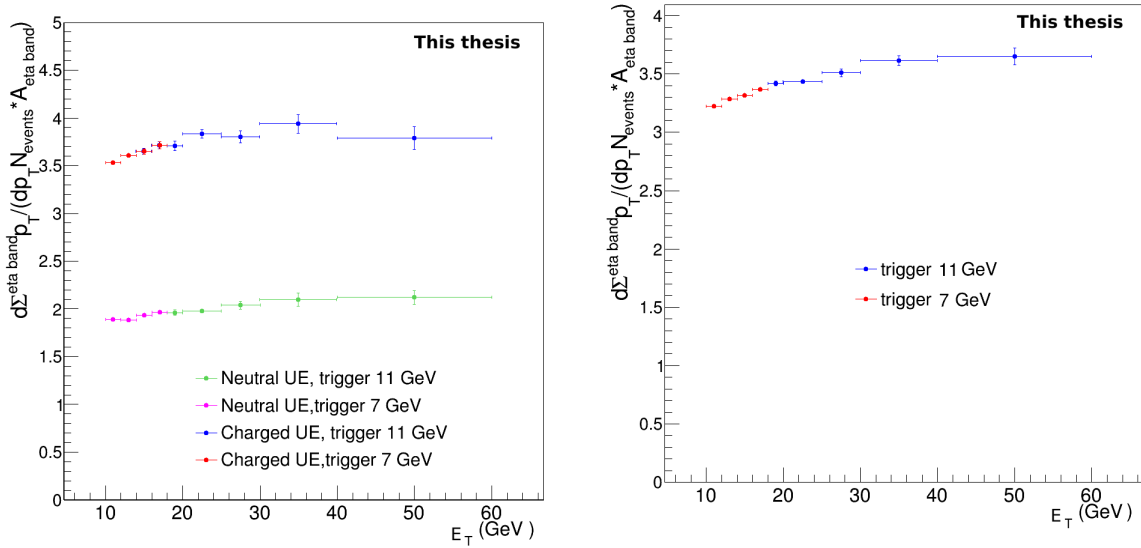 This thesis
dΣ^eta band p_T/(dp_T N_events*A_eta band)
5
4.5
4
3.5
3
2.5
2
1.5
1
0.5
0
Neutral UE, trigger 11 GeV
Neutral UE,trigger 7 GeV
Charged UE, trigger 11 GeV
Charged UE,trigger 7 GeV
10 20 30 40 50 60
E_T (GeV)
This thesis
dΣ^eta band p_T/(dp_T N_events*A_eta band)
4
3.5
3
2.5
2
1.5
1
0.5
0
trigger 11 GeV
trigger 7 GeV
10 20 30 40 50 60
E_T (GeV)